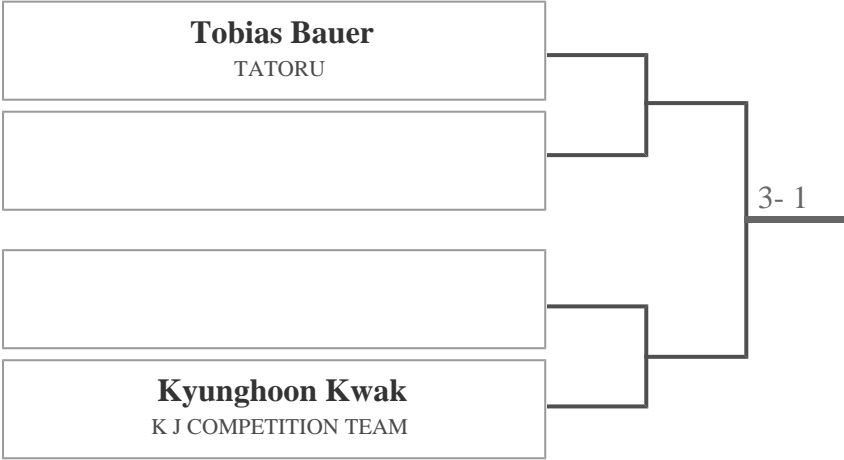 Tobias Bauer
TATORU
3- 1
Kyunghoon Kwak
K J COMPETITION TEAM